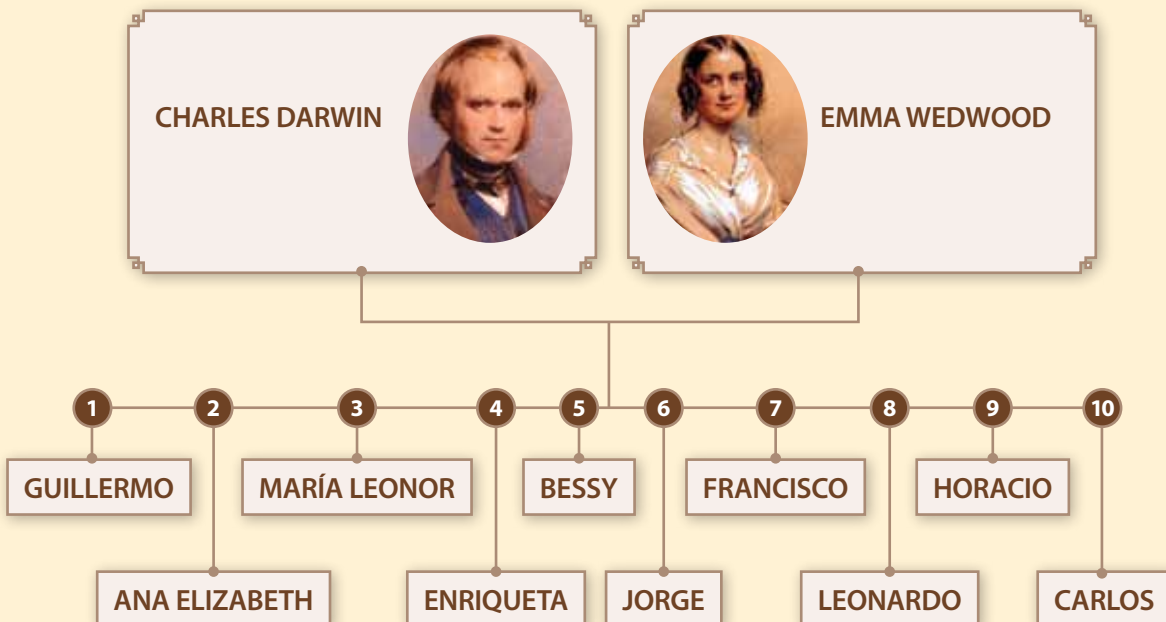 CHARLES DARWIN
EMMA WEDWOOD
1
2
3
4
5
6
7
8
9
10
GUILLERMO
MARÍA LEONOR
BESSY
FRANCISCO
HORACIO
ANA ELIZABETH
ENRIQUETA
JORGE
LEONARDO
CARLOS